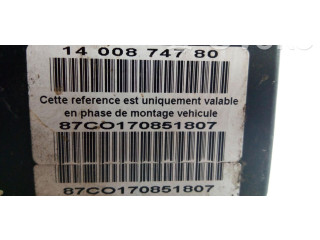 14 008 747 80
Cette reference est uniquement valable
en phase de montage vehicule
87CO170851807
87CO170851807